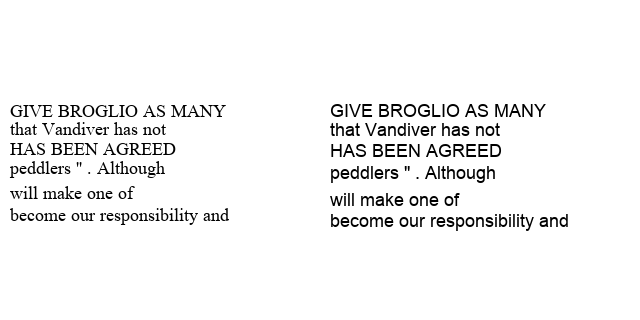 GIVE BROGLIO AS MANY
that Vandiver has not
HAS BEEN AGREED
peddlers " . Although
will make one of
become our responsibility and
GIVE BROGLIO AS MANY
that Vandiver has not
HAS BEEN AGREED
peddlers " . Although
will make one of
become our responsibility and